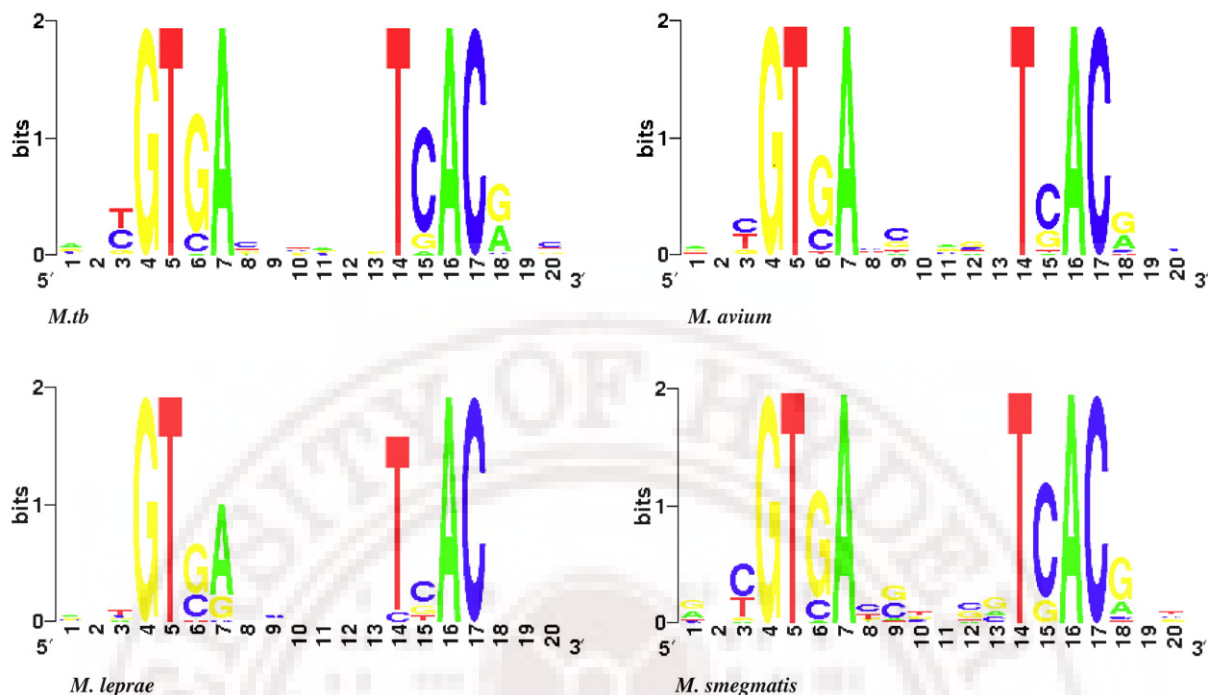 2
1
0
bits
T
C
G
T
G
C
A
C
T
C
G
A
A
C
G
A
C
5′ 1 2 3 4 5 6 7 8 9 10 11 12 13 14 15 16 17 18 19 20 3′
M.tb
2
1
0
bits
C
T
G
T
G
C
A
C
T
C
G
A
C
G
A
5′ 1 2 3 4 5 6 7 8 9 10 11 12 13 14 15 16 17 18 19 20 3′
M. avium
UNIVERSITY OF HYDERA
2
1
0
bits
G
T
G
C
A
G
T
C
C
G
A
C
5′ 1 2 3 4 5 6 7 8 9 10 11 12 13 14 15 16 17 18 19 20 3′
M. leprae
2
1
0
bits
G
A
C
T
G
T
G
C
A
C
G
C
C
G
T
C
G
A
C
G
A
5′ 1 2 3 4 5 6 7 8 9 10 11 12 13 14 15 16 17 18 19 20 3′
M. smegmatis